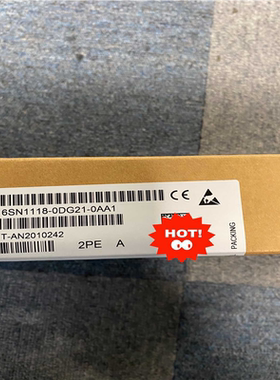 6SN1118-0DG21-0AA1
CE
HOT!
T-AN2010242
2PE A
PACKING